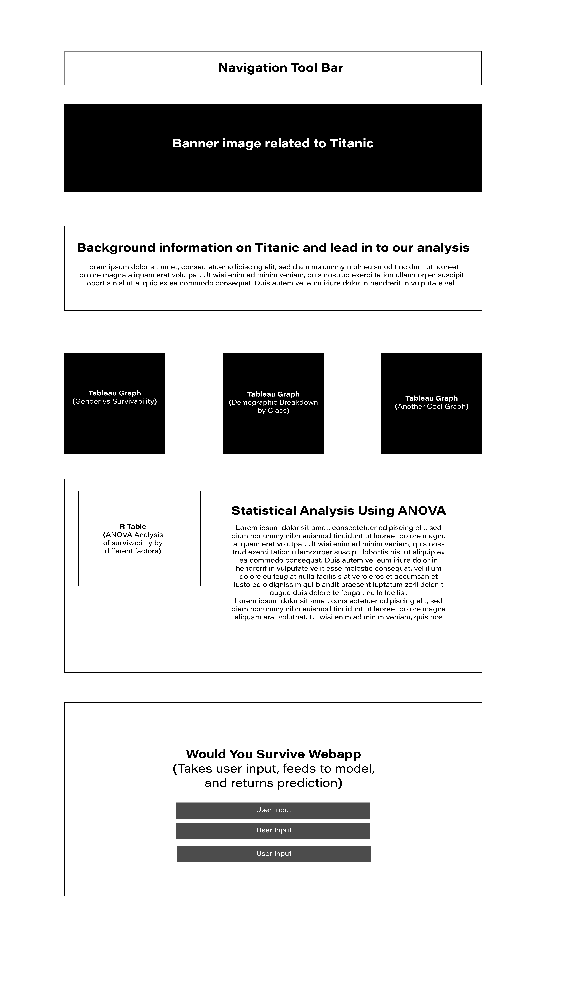 Navigation Tool Bar
Banner image related to Titanic
Background information on Titanic and lead in to our analysis
Lorem ipsum dolor sit amet, consectetuer adipiscing elit, sed diam nonummy nibh euismod tincidunt ut laoreet
dolore magna aliquam erat volutpat. Ut wisi enim ad minim veniam, quis nostrud exerci tation ullamcorper suscipit
lobortis nisl ut aliquip ex ea commodo consequat. Duis autem vel eum iriure dolor in hendrerit in vulputate velit
Tableau Graph
(Gender vs Survivability)
Tableau Graph
(Demographic Breakdown
by Class)
Tableau Graph
(Another Cool Graph)
R Table
(ANOVA Analysis
of survivability by
different factors)
Statistical Analysis Using ANOVA
Lorem ipsum dolor sit amet, consectetuer adipiscing elit, sed
diam nonummy nibh euismod tincidunt ut laoreet dolore magna
aliquam erat volutpat. Ut wisi enim ad minim veniam, quis nos-
trud exerci tation ullamcorper suscipit lobortis nisl ut aliquip ex
ea commodo consequat. Duis autem vel eum iriure dolor in
hendrerit in vulputate velit esse molestie consequat, vel illum
dolore eu feugiat nulla facilisis at vero eros et accumsan et
iusto odio dignissim qui blandit praesent luptatum zzril delenit
augue duis dolore te feugait nulla facilisi.
Lorem ipsum dolor sit amet, cons ectetuer adipiscing elit, sed
diam nonummy nibh euismod tincidunt ut laoreet dolore magna
aliquam erat volutpat. Ut wisi enim ad minim veniam, quis nos
Would You Survive Webapp
(Takes user input, feeds to model,
and returns prediction)
User Input
User Input
User Input